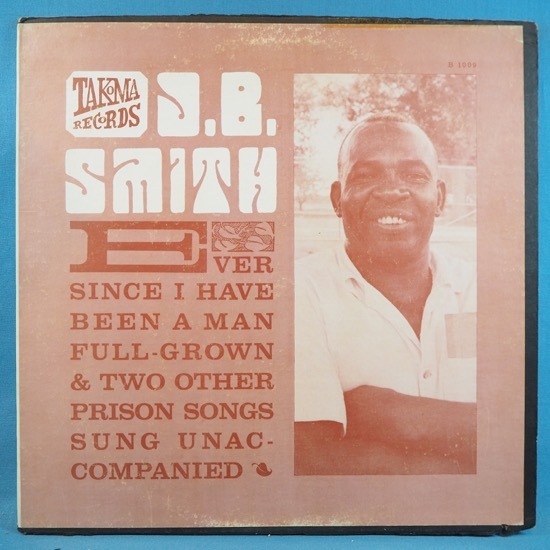 B 1006
TAKOMA
RECORDS
J.B.
SMITH
EVER
SINCE I HAVE
BEEN A MAN
FULL-GROWN
& TWO OTHER
PRISON SONGS
SUNG UNAC-
COMPANIED